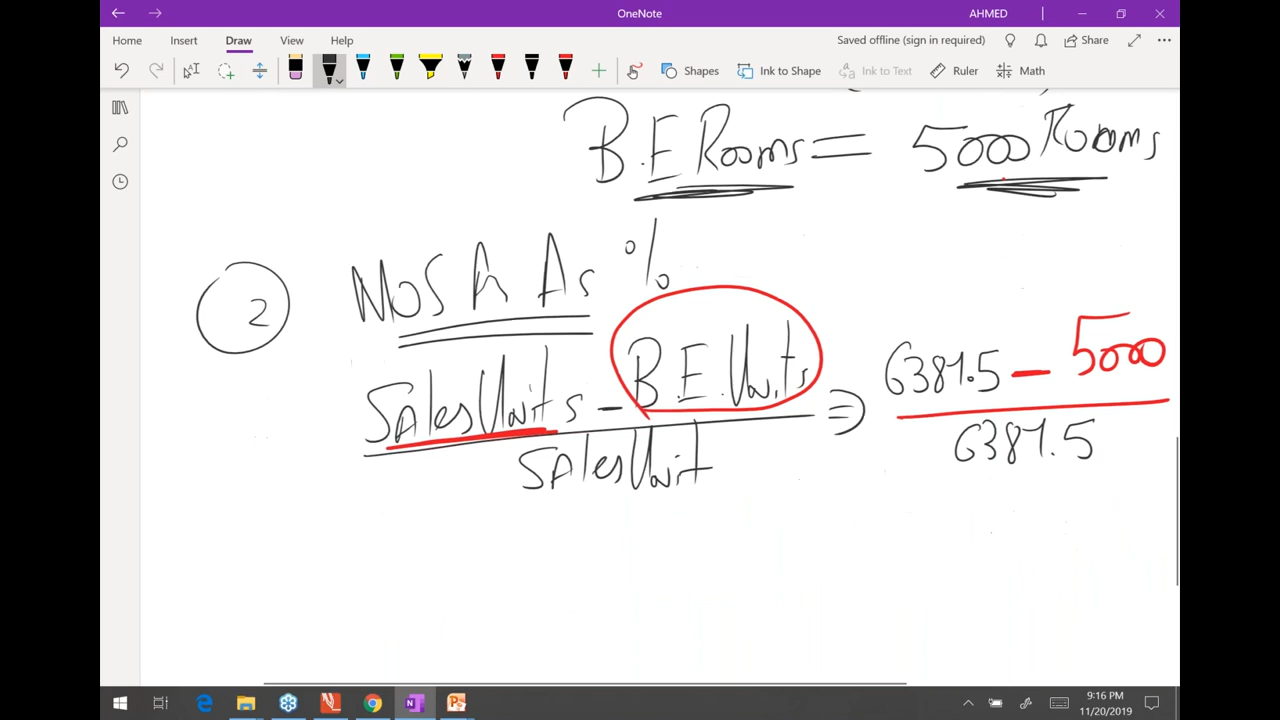 OneNote
AHMED
Home Insert Draw View Help
Saved offline (sign in required) Share
Shapes Ink to Shape Ink to Text Ruler Math
B.E Rooms = 5000 Rooms
2 MOS As %
Sales Units - B.E. Units ⇒ 6387.5 - 5000
Sales Unit 6387.5
9:16 PM
11/20/2019